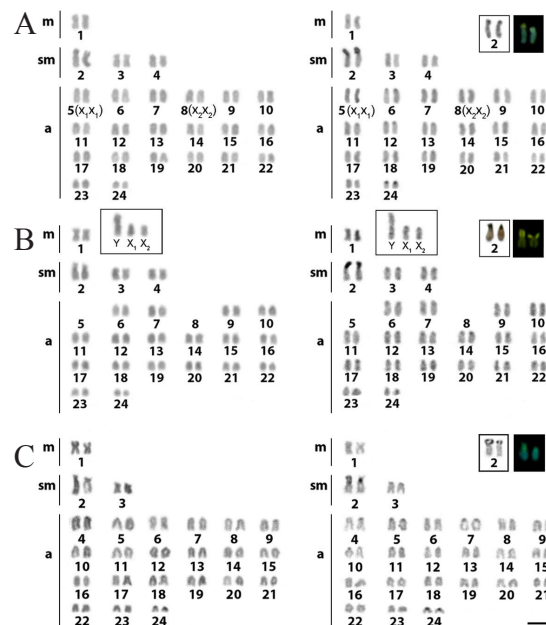 A
m
1
sm
2 3 4
a
5(X₁X₁) 6 7 8(X₂X₂) 9 10
11 12 13 14 15 16
17 18 19 20 21 22
23 24
m
1
2
sm
2 3 4
a
5(X₁X₁) 6 7 8(X₂X₂) 9 10
11 12 13 14 15 16
17 18 19 20 21 22
23 24
B
m
1
Y X₁ X₂
sm
2 3 4
a
5 6 7 8 9 10
11 12 13 14 15 16
17 18 19 20 21 22
23 24
m
1
Y X₁ X₂
2
sm
2 3 4
a
5 6 7 8 9 10
11 12 13 14 15 16
17 18 19 20 21 22
23 24
C
m
1
sm
2 3
a
4 5 6 7 8 9
10 11 12 13 14 15
16 17 18 19 20 21
22 23 24
m
1
2
sm
2 3
a
4 5 6 7 8 9
10 11 12 13 14 15
16 17 18 19 20 21
22 23 24